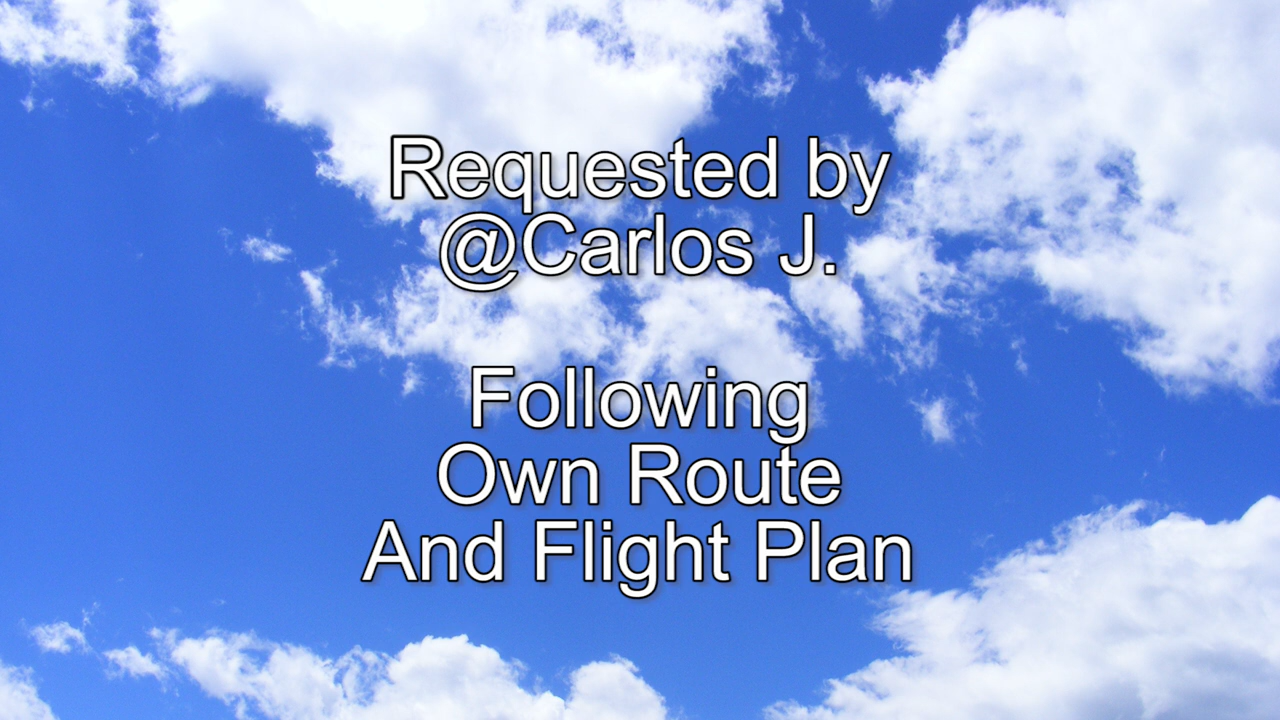 Requested by
@Carlos J.
Following
Own Route
And Flight Plan